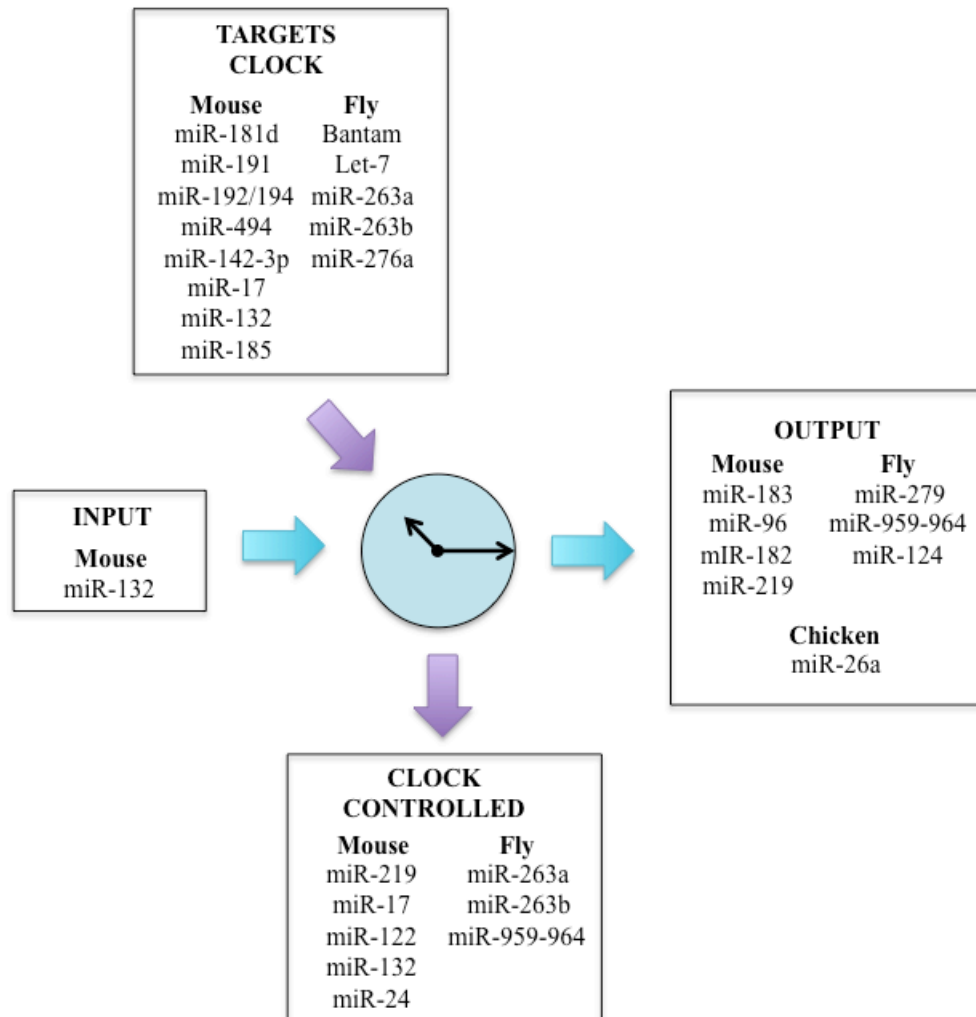 TARGETS
CLOCK
Mouse Fly
miR-181d Bantam
miR-191 Let-7
miR-192/194 miR-263a
miR-494 miR-263b
miR-142-3p miR-276a
miR-17
miR-132
miR-185
INPUT
Mouse
miR-132
OUTPUT
Mouse Fly
miR-183 miR-279
miR-96 miR-959-964
mIR-182 miR-124
miR-219
Chicken
miR-26a
CLOCK
CONTROLLED
Mouse Fly
miR-219 miR-263a
miR-17 miR-263b
miR-122 miR-959-964
miR-132
miR-24